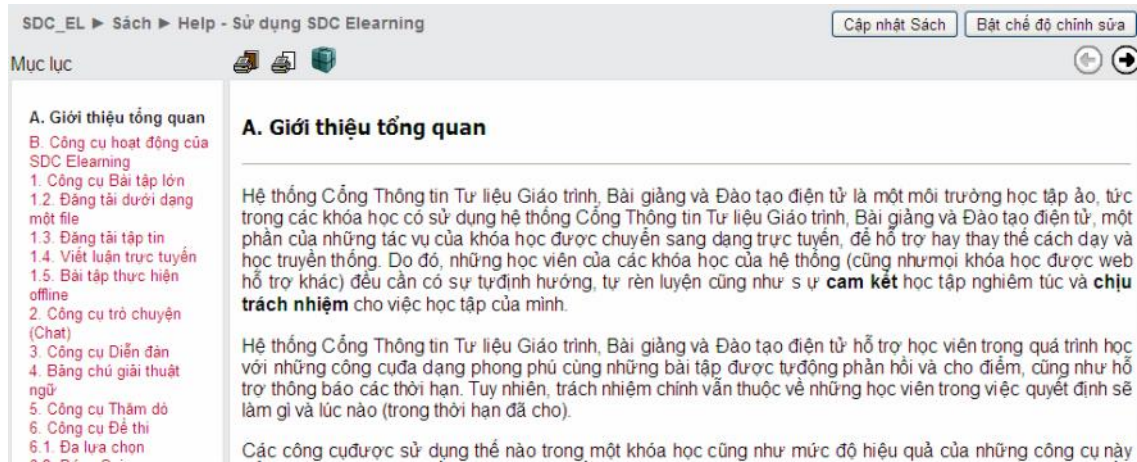 SDC_EL ► Sách ► Help - Sử dụng SDC Elearning
Cập nhật Sách
Bật chế độ chỉnh sửa
Mục lục
A. Giới thiệu tổng quan
B. Công cụ hoạt động của
SDC Elearning
1. Công cụ Bài tập lớn
1.2. Đăng tải dưới dạng
một file
1.3. Đăng tải tập tin
1.4. Viết luận trực tuyến
1.5. Bài tập thực hiện
offline
2. Công cụ trò chuyện
(Chat)
3. Công cụ Diễn đàn
4. Bảng chú giải thuật
ngữ
5. Công cụ Thăm dò
6. Công cụ Đề thi
6.1. Đa lựa chọn
A. Giới thiệu tổng quan
Hệ thống Cổng Thông tin Tư liệu Giáo trình, Bài giảng và Đào tạo điện tử là một môi trường học tập ảo, tức
trong các khóa học có sử dụng hệ thống Cổng Thông tin Tư liệu Giáo trình, Bài giảng và Đào tạo điện tử, một
phần của những tác vụ của khóa học được chuyển sang dạng trực tuyến, để hỗ trợ hay thay thế cách dạy và
học truyền thống. Do đó, những học viên của các khóa học của hệ thống (cũng nhưmọi khóa học được web
hỗ trợ khác) đều cần có sự tựđịnh hướng, tự rèn luyện cũng như s ự cam kết học tập nghiêm túc và chịu
trách nhiệm cho việc học tập của mình.
Hệ thống Cổng Thông tin Tư liệu Giáo trình, Bài giảng và Đào tạo điện tử hỗ trợ học viên trong quá trình học
với những công cụđa dạng phong phú cùng những bài tập được tựđộng phản hồi và cho điểm, cũng như hỗ
trợ thông báo các thời hạn. Tuy nhiên, trách nhiệm chính vẫn thuộc về những học viên trong việc quyết định sẽ
làm gì và lúc nào (trong thời hạn đã cho).
Các công cụđược sử dụng thế nào trong một khóa học cũng như mức độ hiệu quả của những công cụ này